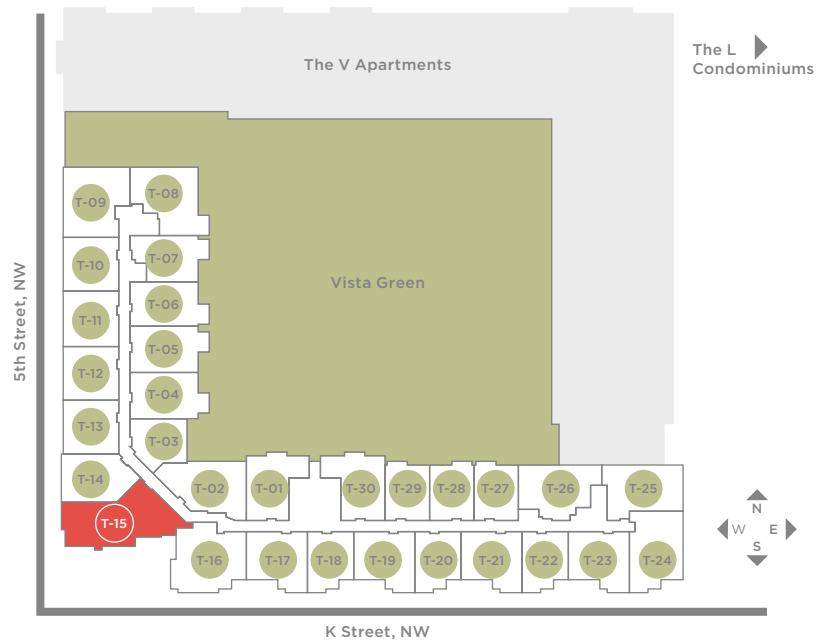 The V Apartments
The L
Condominiums
T-09
T-08
T-10
T-07
Vista Green
T-11
T-06
T-05
T-12
T-04
T-13
T-03
T-14
T-02
T-01
T-30
T-29
T-28
T-27
T-26
T-25
T-15
T-16
T-17
T-18
T-19
T-20
T-21
T-22
T-23
T-24
N
W
E
S
5th Street, NW
K Street, NW